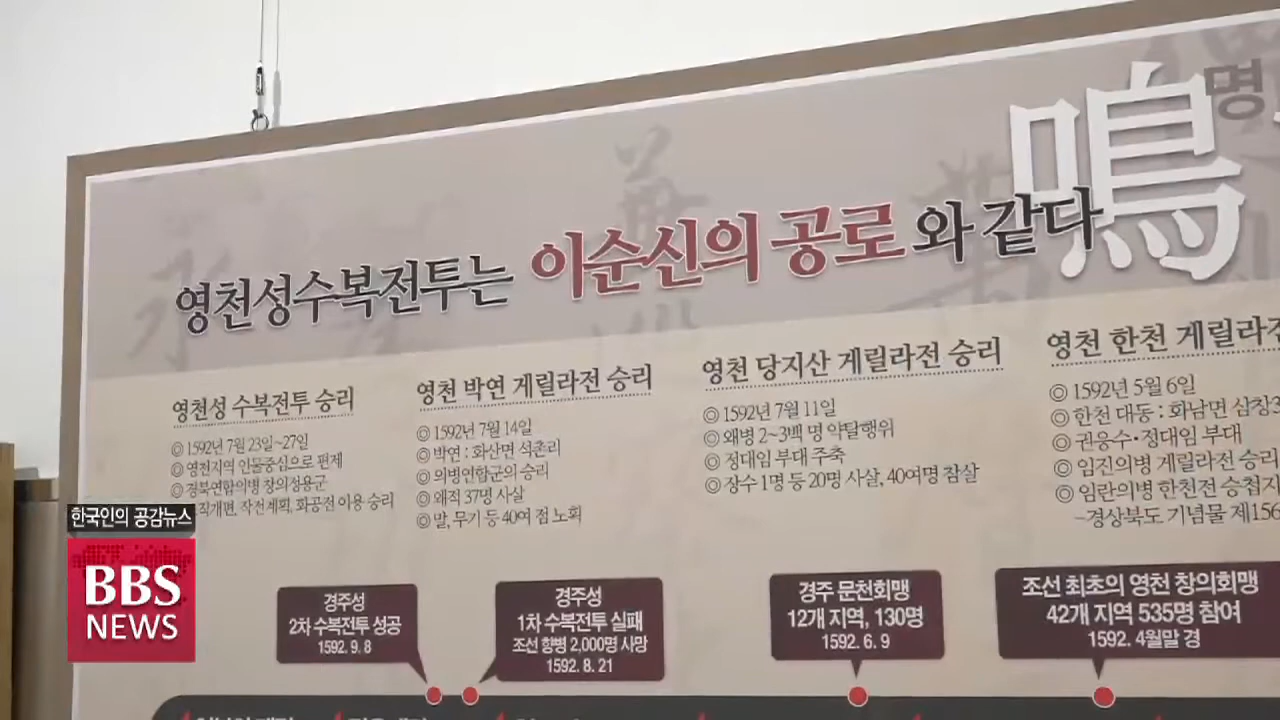 명
鳴
영천성수복전투는 이순신의 공로와 같다
영천성 수복전투 승리
◎ 1592년 7월 23일~27일
◎ 영천지역 인물중심으로 편제
◎ 경북연합의병 창의정용군
직개편, 작전계획, 화공전 이용 승리
영천 박연 게릴라전 승리
◎ 1592년 7월 14일
◎ 박연 : 화산면 석촌리
◎ 의병연합군의 승리
◎ 왜적 37명 사살
◎ 말, 무기 등 40여 점 노획
영천 당지산 게릴라전 승리
◎ 1592년 7월 11일
◎ 왜병 2~3백 명 약탈행위
◎ 정대임 부대 주축
◎ 장수 1명 등 20명 사살, 40여명 참살
영천 한천 게릴라전
◎ 1592년 5월 6일
◎ 한천 대동 : 화남면 삼창
◎ 권응수·정대임 부대
◎ 임진의병 게릴라전 승리
◎ 임란의병 한천전 승첩지
-경상북도 기념물 제156
경주성
2차 수복전투 성공
1592. 9. 8
경주성
1차 수복전투 실패
조선 향병 2,000명 사망
1592. 8. 21
경주 문천회맹
12개 지역, 130명
1592. 6. 9
조선 최초의 영천 창의회맹
42개 지역 535명 참여
1592. 4월말 경
한국인의 공감뉴스
BBS
NEWS